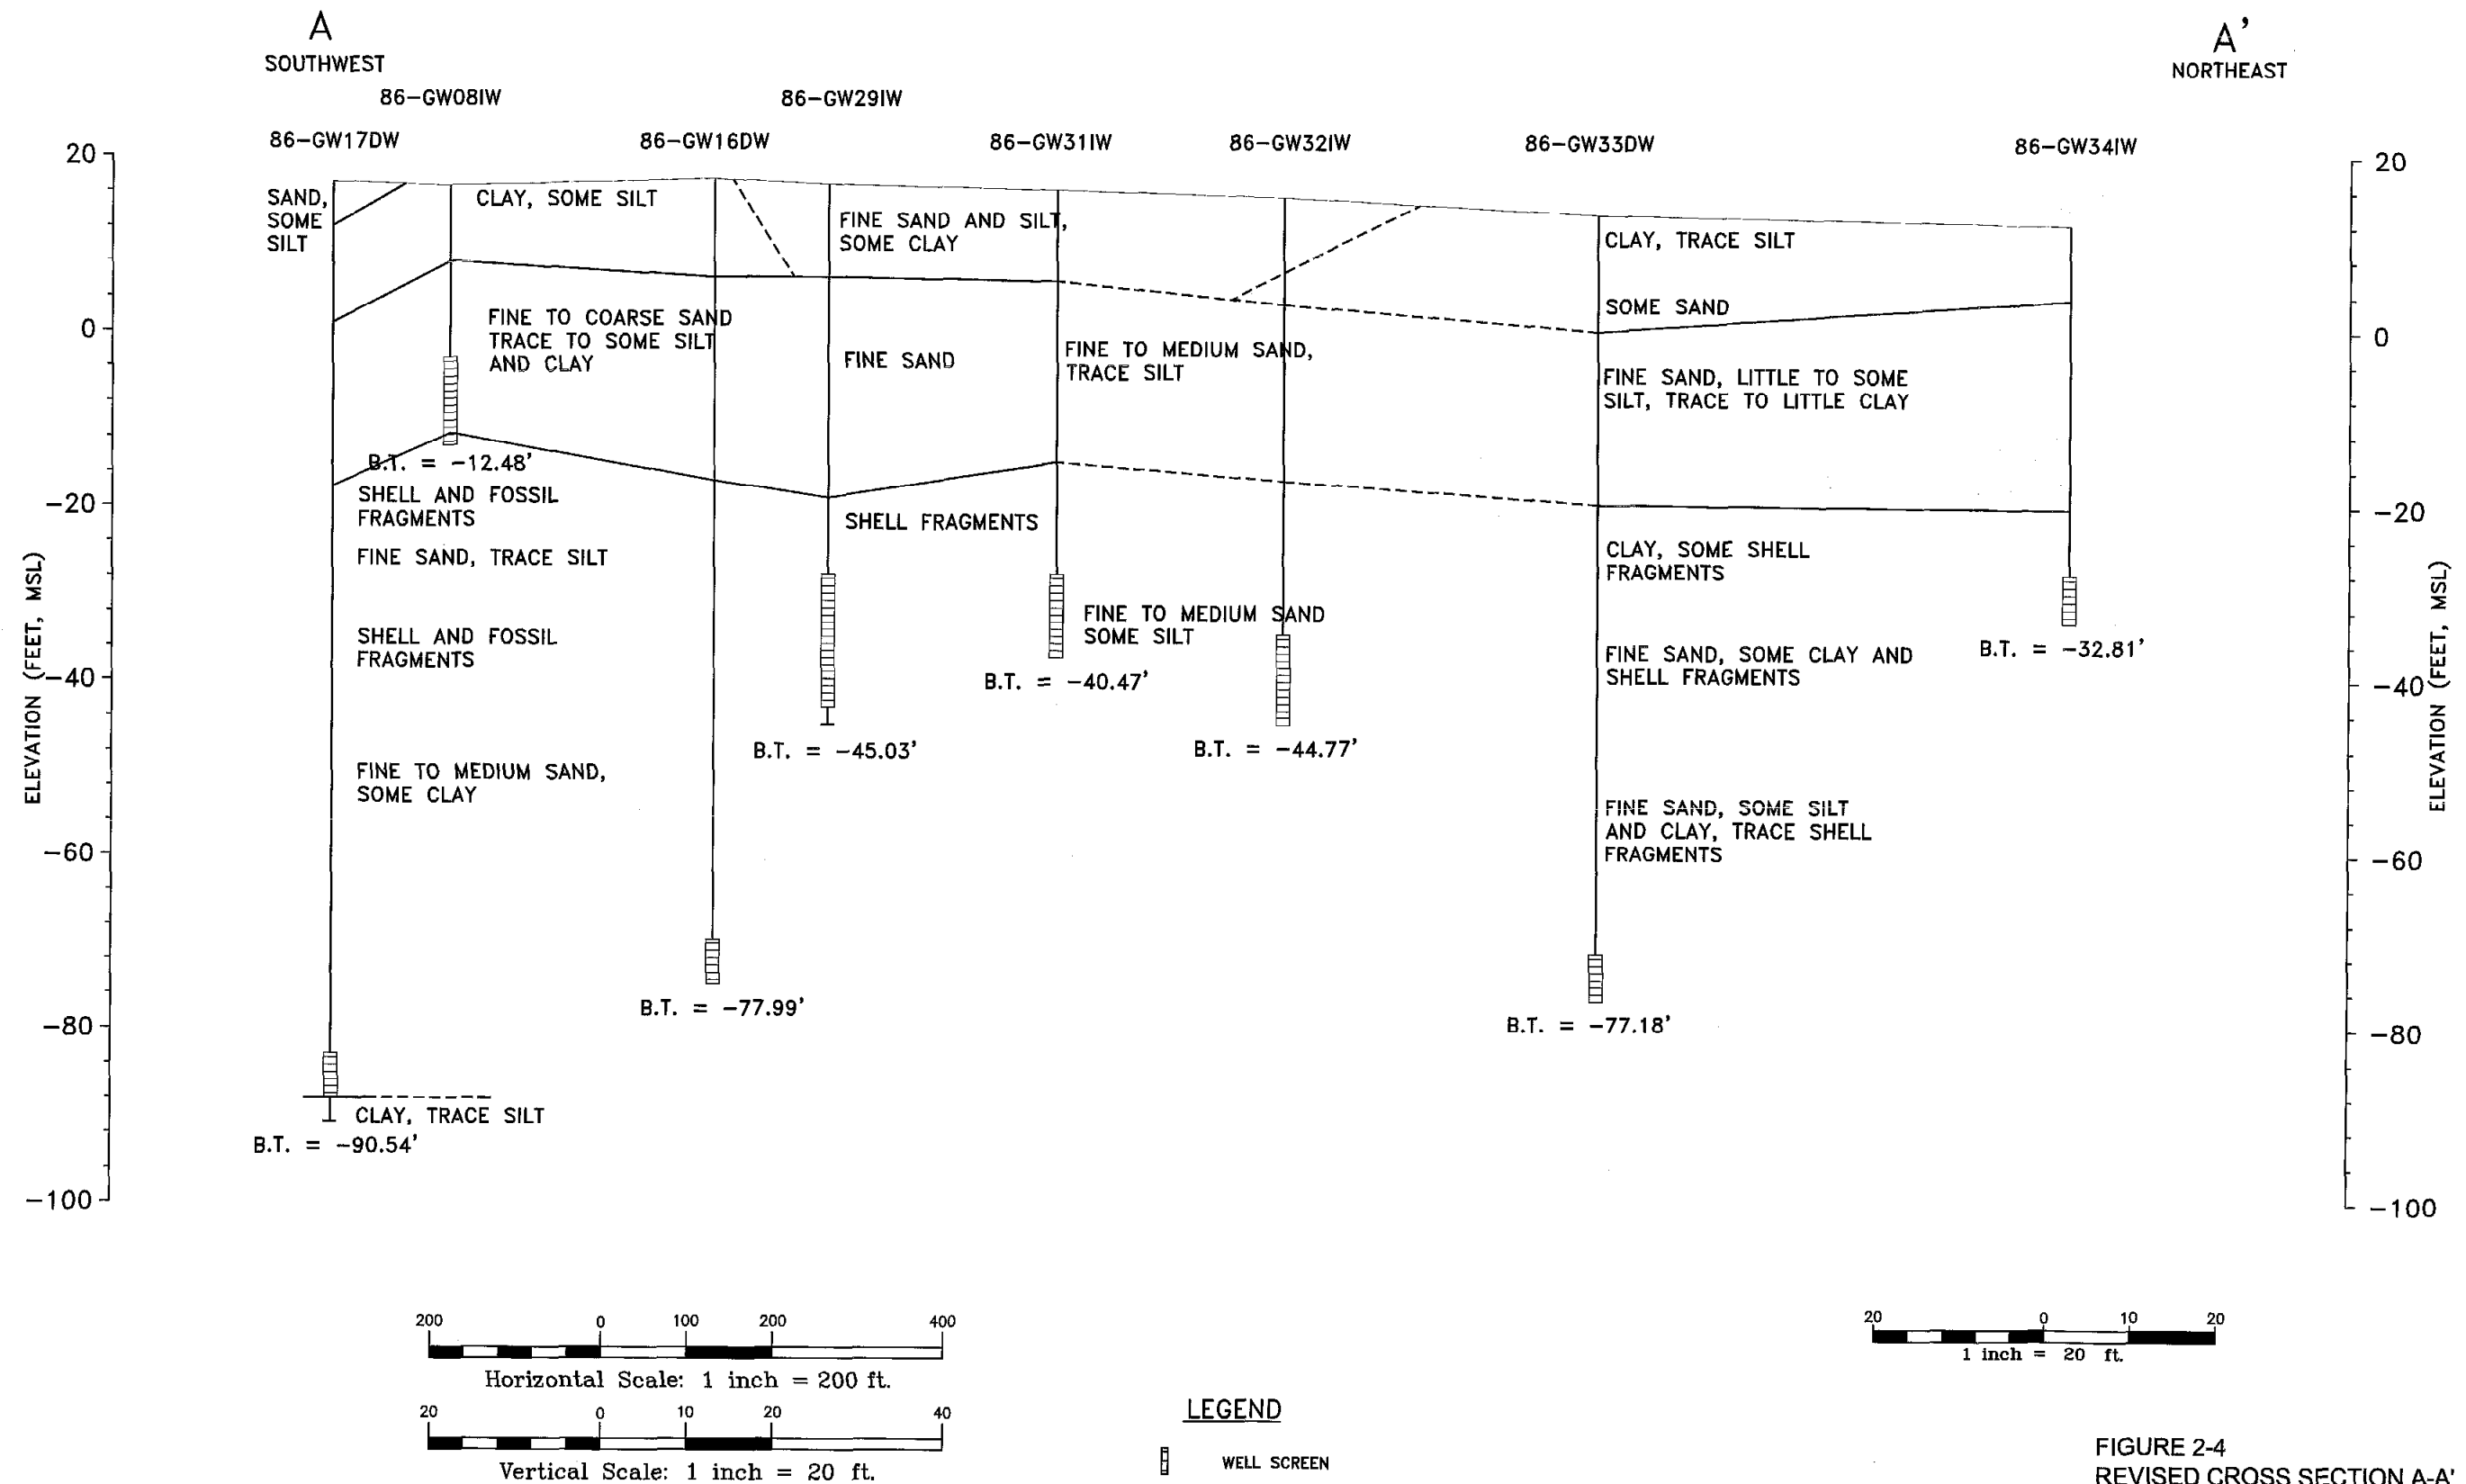 A
SOUTHWEST
A'
NORTHEAST
86-GW08IW
86-GW29IW
86-GW17DW
86-GW16DW
86-GW31IW
86-GW32IW
86-GW33DW
86-GW34IW
20
0
-20
-40
-60
-80
-100
ELEVATION (FEET, MSL)
SAND,
SOME
SILT
CLAY, SOME SILT
FINE SAND AND SILT,
SOME CLAY
CLAY, TRACE SILT
SOME SAND
FINE TO COARSE SAND
TRACE TO SOME SILT
AND CLAY
FINE SAND
FINE TO MEDIUM SAND,
TRACE SILT
FINE SAND, LITTLE TO SOME
SILT, TRACE TO LITTLE CLAY
B.T. = -12.48'
SHELL AND FOSSIL
FRAGMENTS
FINE SAND, TRACE SILT
SHELL AND FOSSIL
FRAGMENTS
FINE TO MEDIUM SAND,
SOME CLAY
SHELL FRAGMENTS
FINE TO MEDIUM SAND
SOME SILT
CLAY, SOME SHELL
FRAGMENTS
FINE SAND, SOME CLAY AND
SHELL FRAGMENTS
FINE SAND, SOME SILT
AND CLAY, TRACE SHELL
FRAGMENTS
B.T. = -32.81'
B.T. = -40.47'
B.T. = -45.03'
B.T. = -44.77'
B.T. = -77.99'
B.T. = -77.18'
CLAY, TRACE SILT
B.T. = -90.54'
20
0
-20
-40
-60
-80
-100
ELEVATION (FEET, MSL)
200 0 100 200 400
Horizontal Scale: 1 inch = 200 ft.
20 0 10 20 40
Vertical Scale: 1 inch = 20 ft.
20 0 10 20
1 inch = 20 ft.
LEGEND
WELL SCREEN
FIGURE 2-4
REVISED CROSS SECTION A-A'